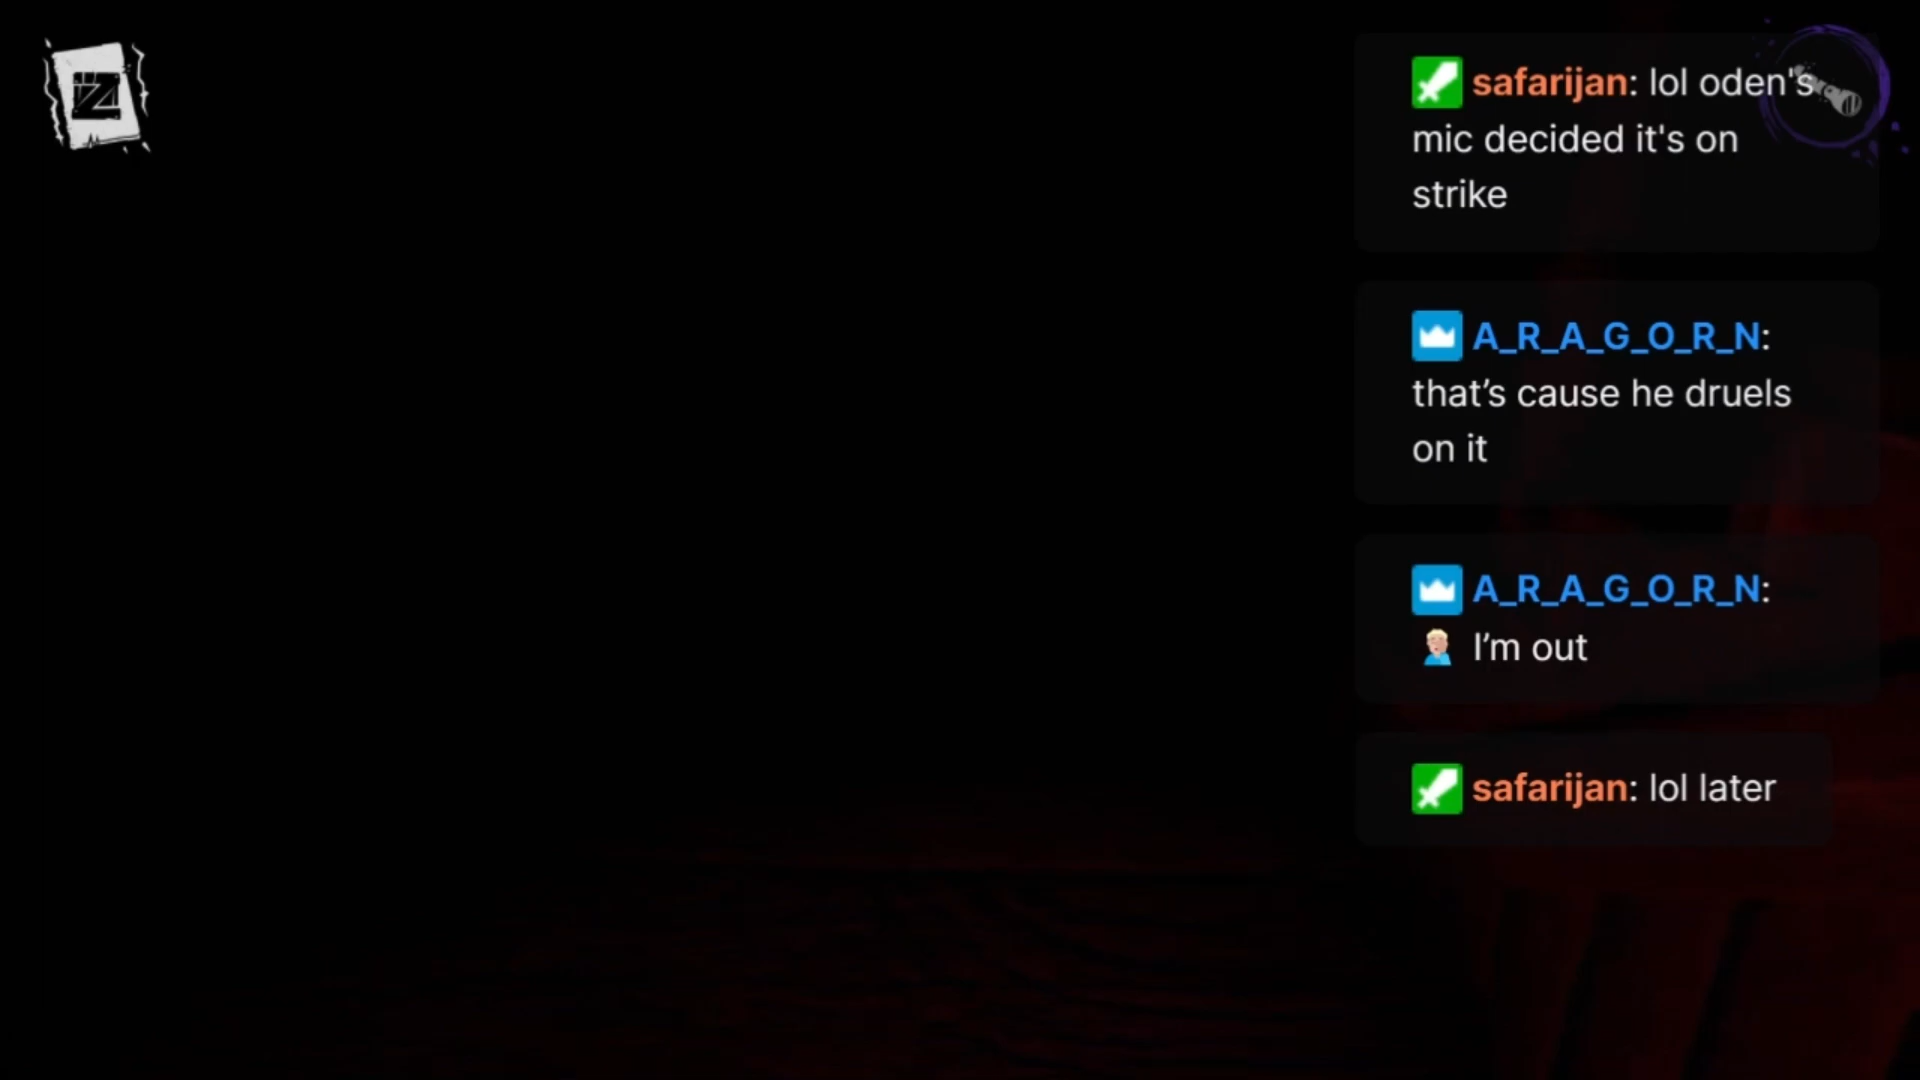 safarijan: lol oden's
mic decided it's on
strike
A_R_A_G_O_R_N:
that’s cause he druels
on it
A_R_A_G_O_R_N:
I’m out
safarijan: lol later